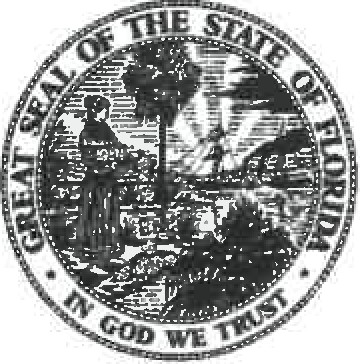 GREAT SEAL OF THE STATE OF FLORIDA
IN GOD WE TRUST